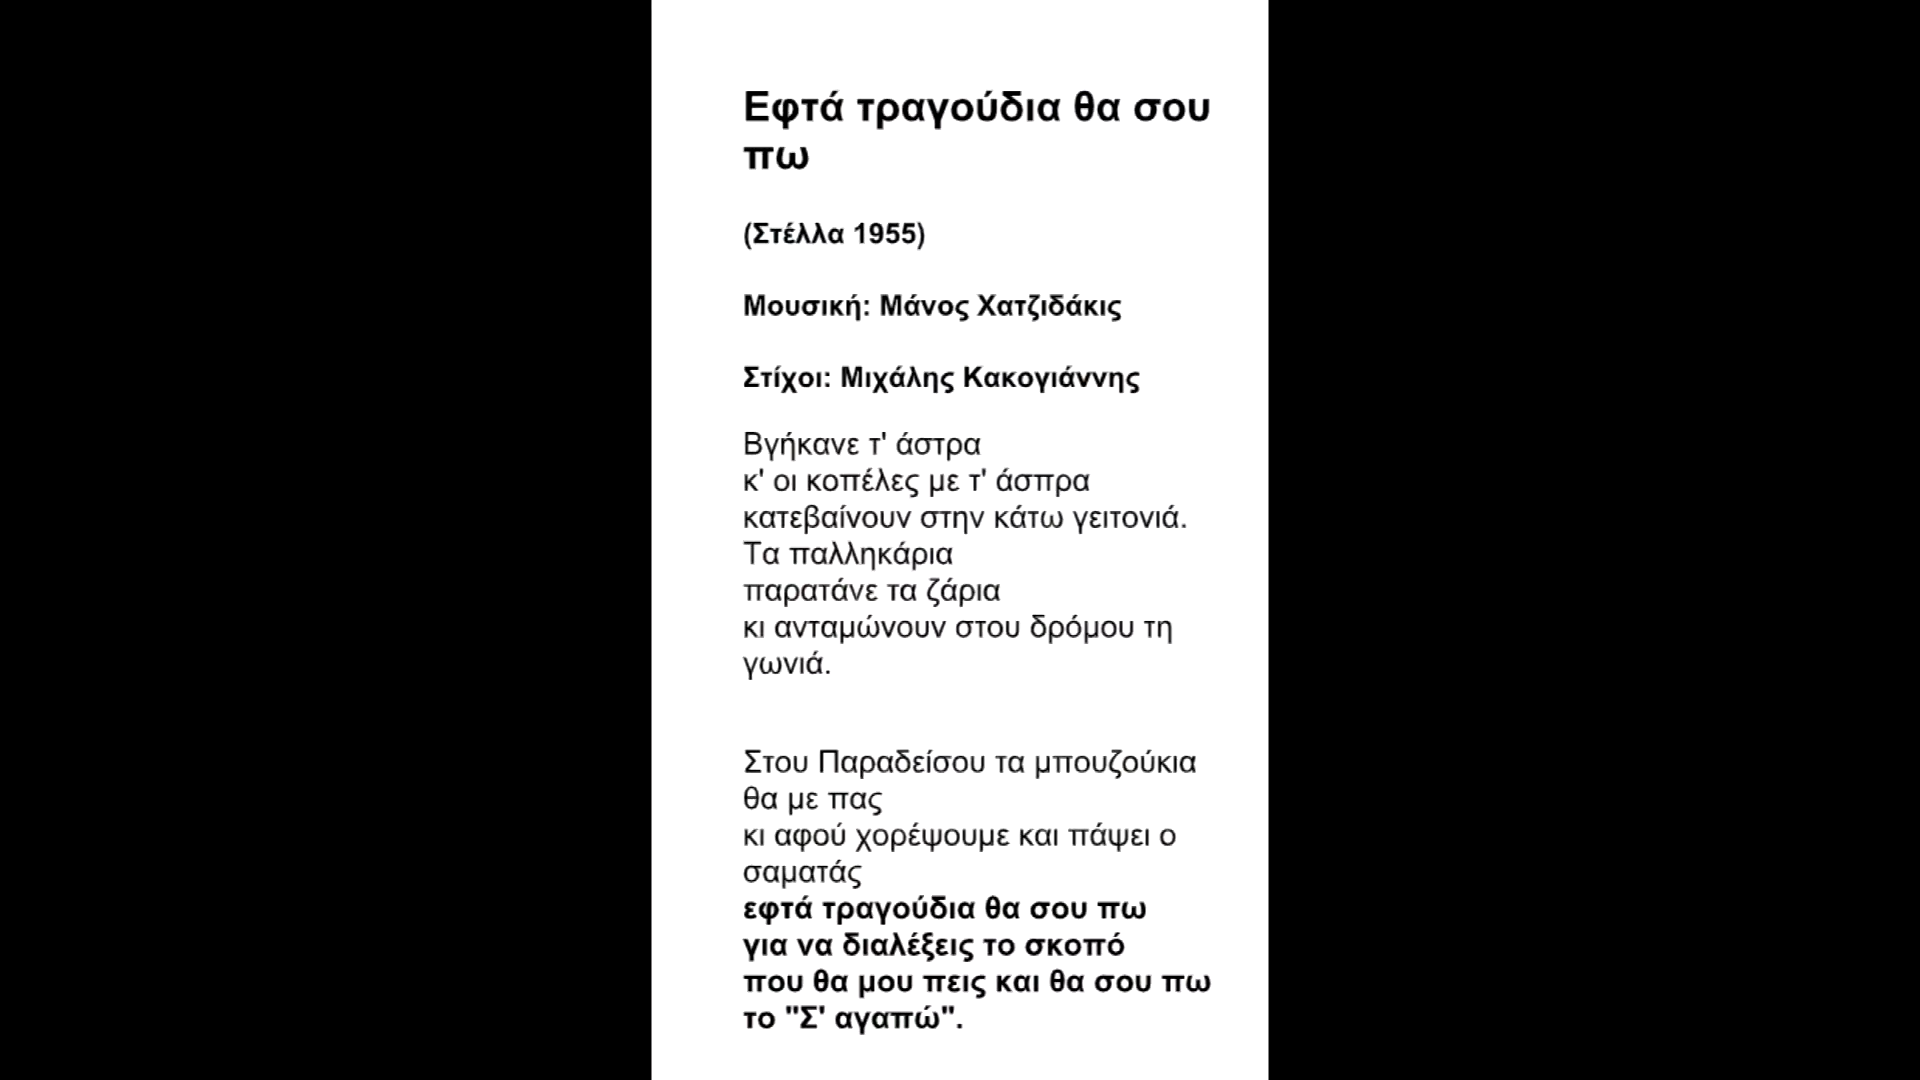 Εφτά τραγούδια θα σου
πω
(Στέλλα 1955)
Μουσική: Μάνος Χατζιδάκις
Στίχοι: Μιχάλης Κακογιάννης
Βγήκανε τ' άστρα
κ' οι κοπέλες με τ' άσπρα
κατεβαίνουν στην κάτω γειτονιά.
Τα παλληκάρια
παρατάνε τα ζάρια
κι ανταμώνουν στου δρόμου τη
γωνιά.
Στου Παραδείσου τα μπουζούκια
θα με πας
κι αφού χορέψουμε και πάψει ο
σαματάς
εφτά τραγούδια θα σου πω
για να διαλέξεις το σκοπό
που θα μου πεις και θα σου πω
το "Σ' αγαπώ".